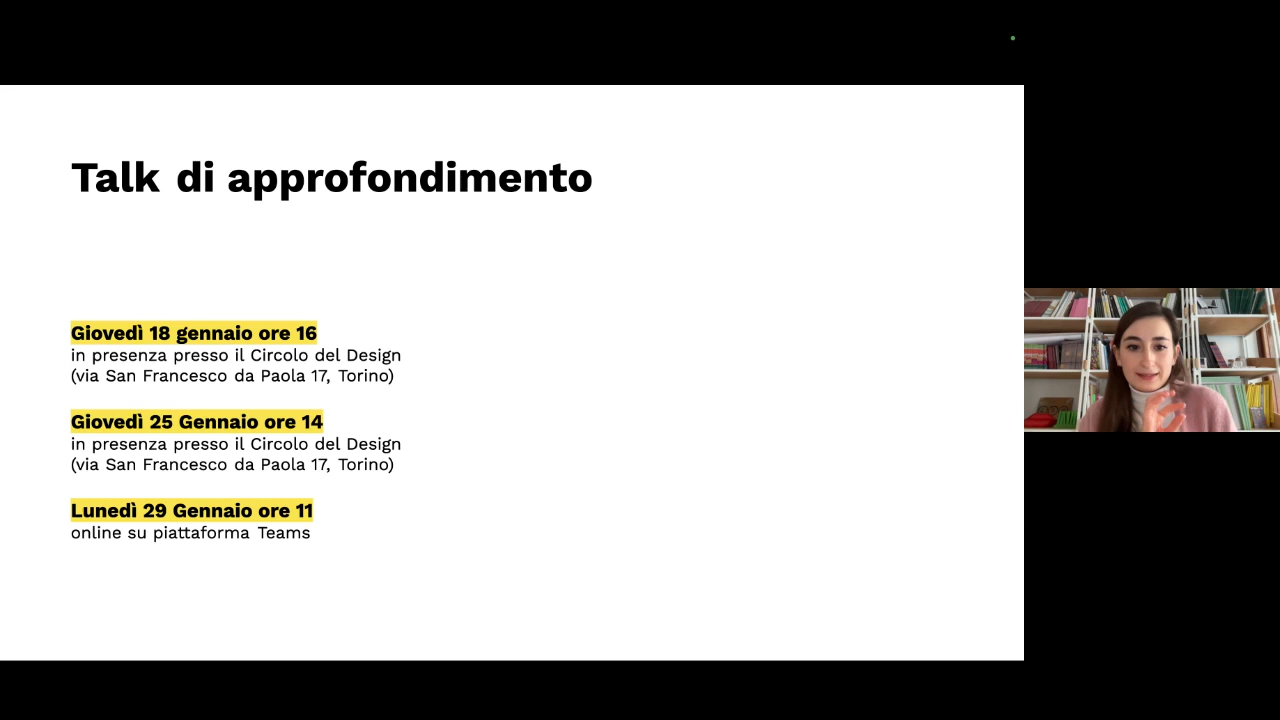 Talk di approfondimento
Giovedì 18 gennaio ore 16
in presenza presso il Circolo del Design
(via San Francesco da Paola 17, Torino)
Giovedì 25 Gennaio ore 14
in presenza presso il Circolo del Design
(via San Francesco da Paola 17, Torino)
Lunedì 29 Gennaio ore 11
online su piattaforma Teams